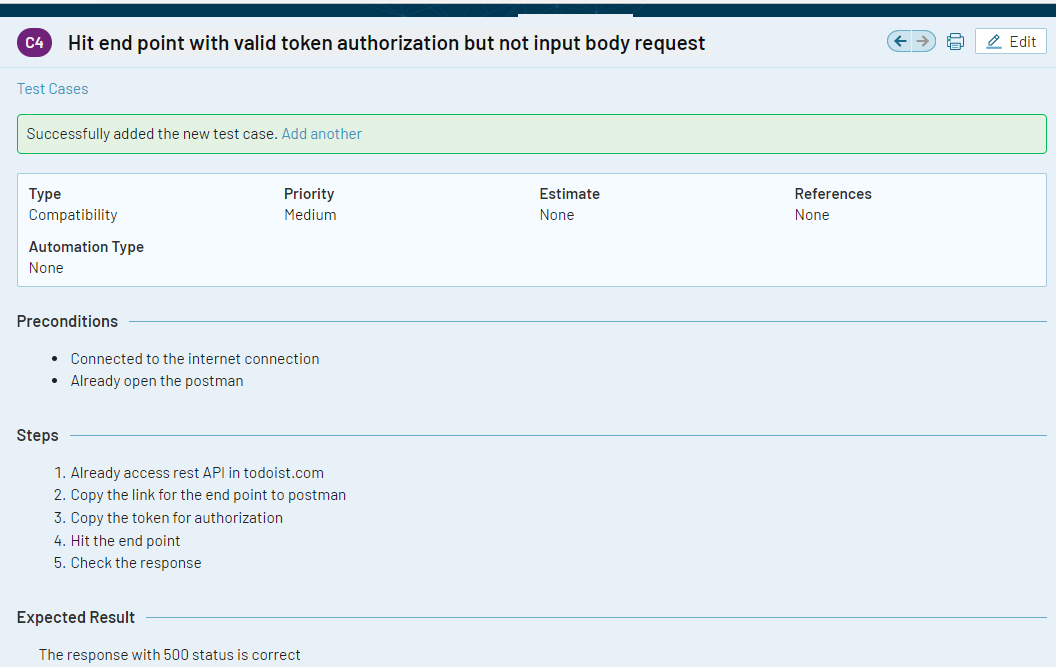 C4 Hit end point with valid token authorization but not input body request Edit
Test Cases
Successfully added the new test case. Add another
Type Priority Estimate References
Compatibility Medium None None
Automation Type
None
Preconditions
• Connected to the internet connection
• Already open the postman
Steps
1. Already access rest API in todoist.com
2. Copy the link for the end point to postman
3. Copy the token for authorization
4. Hit the end point
5. Check the response
Expected Result
The response with 500 status is correct